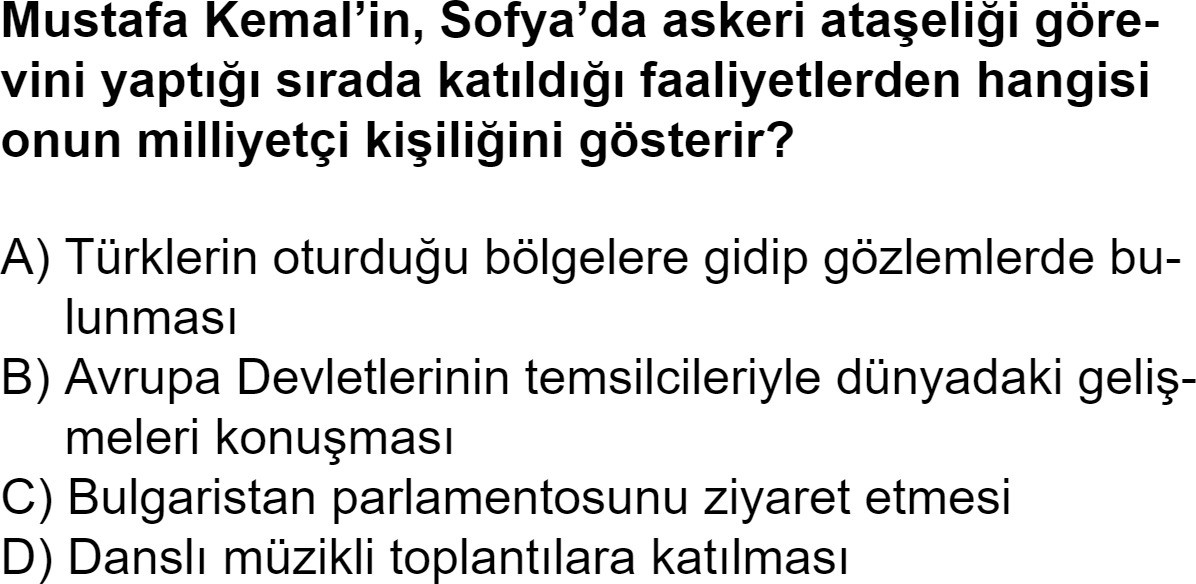 Mustafa Kemal’in, Sofya’da askeri ataşeliği göre-
vini yaptığı sırada katıldığı faaliyetlerden hangisi
onun milliyetçi kişiliğini gösterir?
A) Türklerin oturduğu bölgelere gidip gözlemlerde bu-
lunması
B) Avrupa Devletlerinin temsilcileriyle dünyadaki geliş-
meleri konuşması
C) Bulgaristan parlamentosunu ziyaret etmesi
D) Danslı müzikli toplantılara katılması